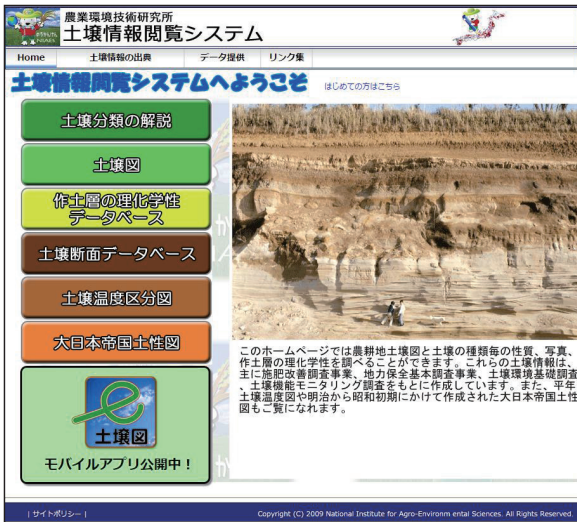 農業環境技術研究所
土壌情報閲覧システム
Home 土壌情報の出典 データ提供 リンク集
土壌情報閲覧システムへようこそ はじめての方はこちら
土壌分類の解説
土壌図
作土層の理化学性
データベース
土壌断面データベース
土壌温度区分図
大日本帝国土性図
土壌図
モバイルアプリ公開中！
このホームページでは農耕地土壌図と土壌の種類毎の性質、写真、
作土層の理化学性を調べることができます。これらの土壌情報は、
主に施肥改善調査事業、地力保全基本調査事業、土壌環境基礎調査
、土壌機能モニタリング調査をもとに作成しています。また、平年
土壌温度図や明治から昭和初期にかけて作成された大日本帝国土性
図もご覧になれます。
| サイトポリシー | Copyright (C) 2009 National Institute for Agro-Environm ental Sciences. All Rights Reserved.